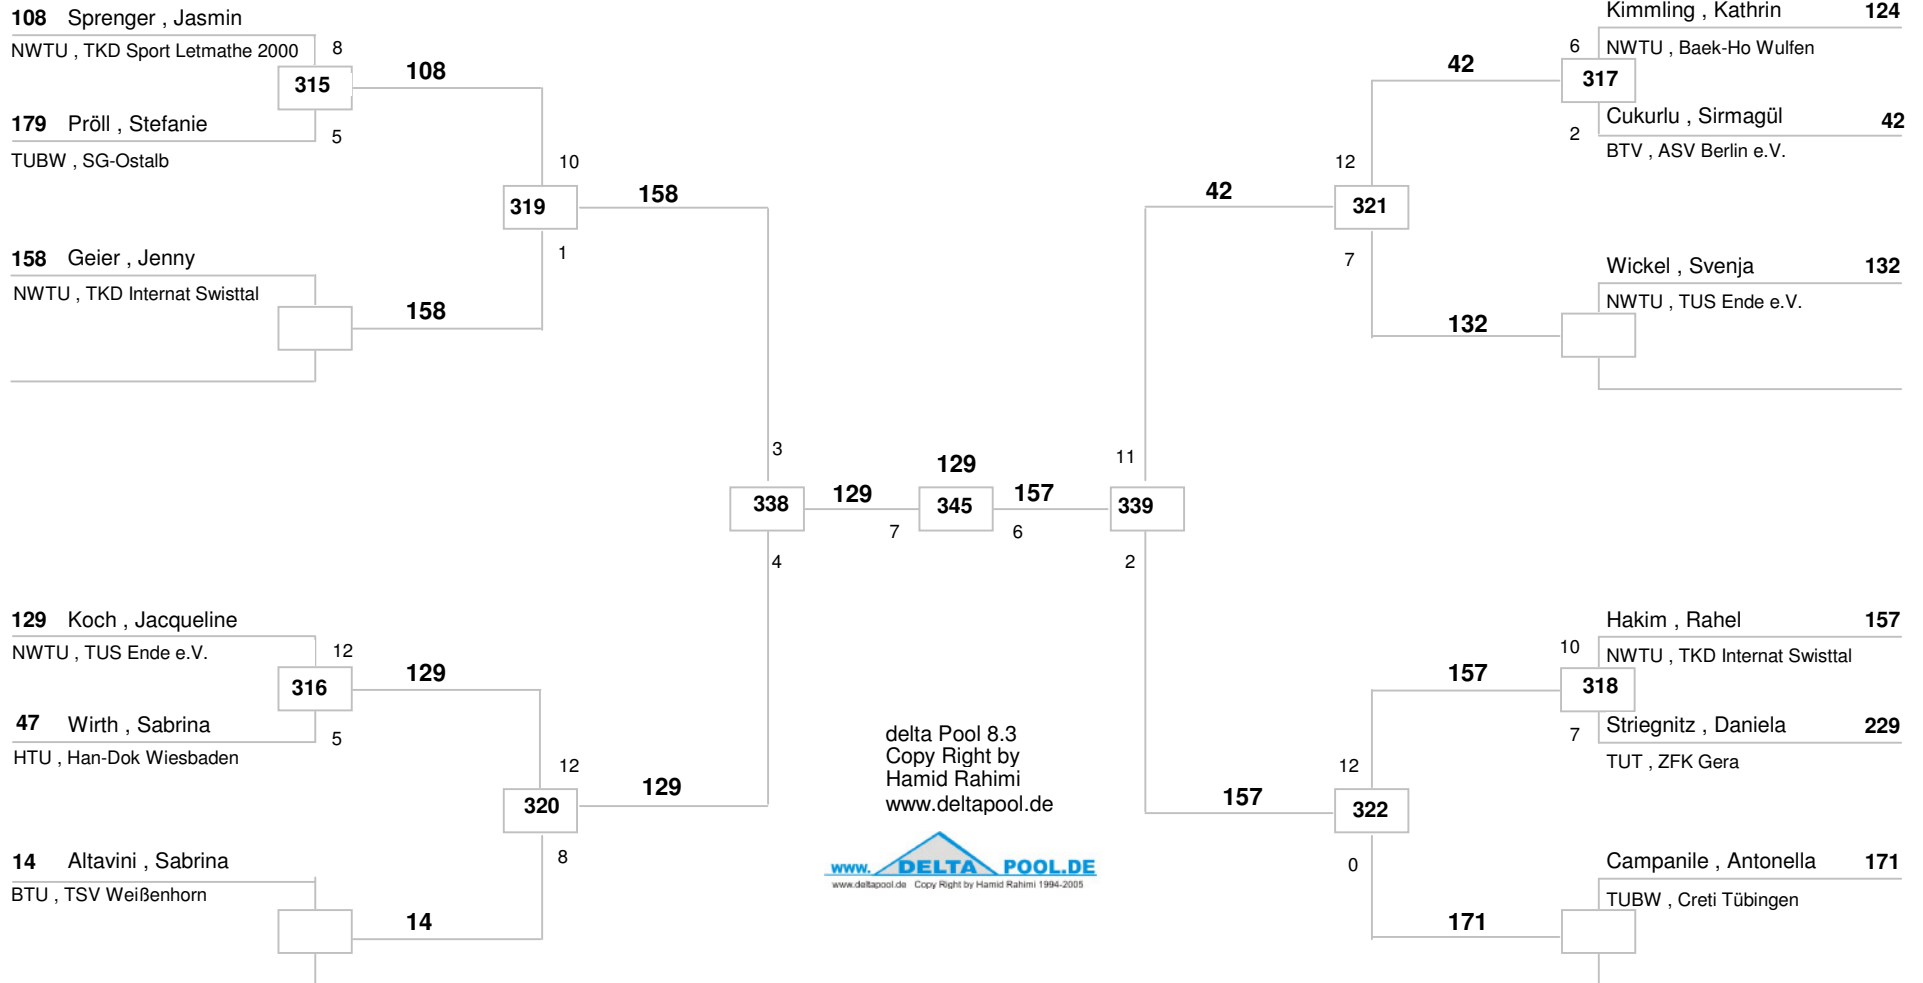 108 Sprenger , Jasmin
NWTU , TKD Sport Letmathe 2000
8
315
108
179 Pröll , Stefanie
5
TUBW , SG-Ostalb
10
319
158
1
158 Geier , Jenny
NWTU , TKD Internat Swisttal
158
3
338
129
7
4
129 Koch , Jacqueline
NWTU , TUS Ende e.V.
12
316
129
47 Wirth , Sabrina
5
HTU , Han-Dok Wiesbaden
12
320
129
8
14 Altavini , Sabrina
BTU , TSV Weißenhorn
14
129
345
157
6
delta Pool 8.3
Copy Right by
Hamid Rahimi
www.deltapool.de
www. DELTA POOL.DE
www.deltapool.de Copy Right by Hamid Rahimi 1994-2005
Kimmling , Kathrin 124
6
NWTU , Baek-Ho Wulfen
42
317
Cukurlu , Sirmagül 42
2
BTV , ASV Berlin e.V.
12
42
321
7
Wickel , Svenja 132
NWTU , TUS Ende e.V.
132
11
339
2
Hakim , Rahel 157
10
NWTU , TKD Internat Swisttal
157
318
Striegnitz , Daniela 229
7
TUT , ZFK Gera
12
157
322
0
Campanile , Antonella 171
TUBW , Creti Tübingen
171